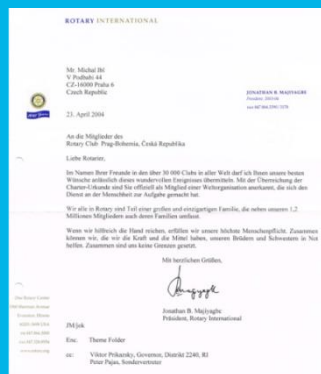 ROTARY INTERNATIONAL
Mr. Michal Bí
V Podhabí 44
CZ-16000 Praha 6
Czech Republic
JONATHAN B. MAJIYAGBE
23. April 2004
An die Mitglieder des
Rotary Club Prag-Bohemia, Česká Republika
Liebe Rotarier,
Im Namen Ihrer Freunde in den über 30 000 Clubs in aller Welt darf ich Ihnen unsere besten
Wünsche anlässlich dieses wundervollen Ereignisses übermitteln. Mit der Überreichung der
Charter-Urkunde sind Sie offiziell als Mitglied einer Weltorganisation anerkannt, die sich den
Dienst an der Menschheit zur Aufgabe gemacht hat.
Wir alle in Rotary sind Teil einer großen und einzigartigen Familie, die neben unseren 1,2
Millionen Mitgliedern auch deren Familien umfasst.
Wenn wir hilfreich die Hand reichen, erfüllen wir unsere höchste Menschenpflicht. Zusammen
können wir, die wir die Kraft und die Mittel haben, unseren Brüdern und Schwestern in Not
helfen. Zusammen sind uns keine Grenzen gesetzt.
Mit herzlichen Grüßen,
Jonathan B. Majiyagbe
Präsident, Rotary International
JM/jok
Enc. Thema Folder
cc: Viktor Príkazský, Governor, Distrikt 2240, RI
Peter Pajas, Sondervertreter